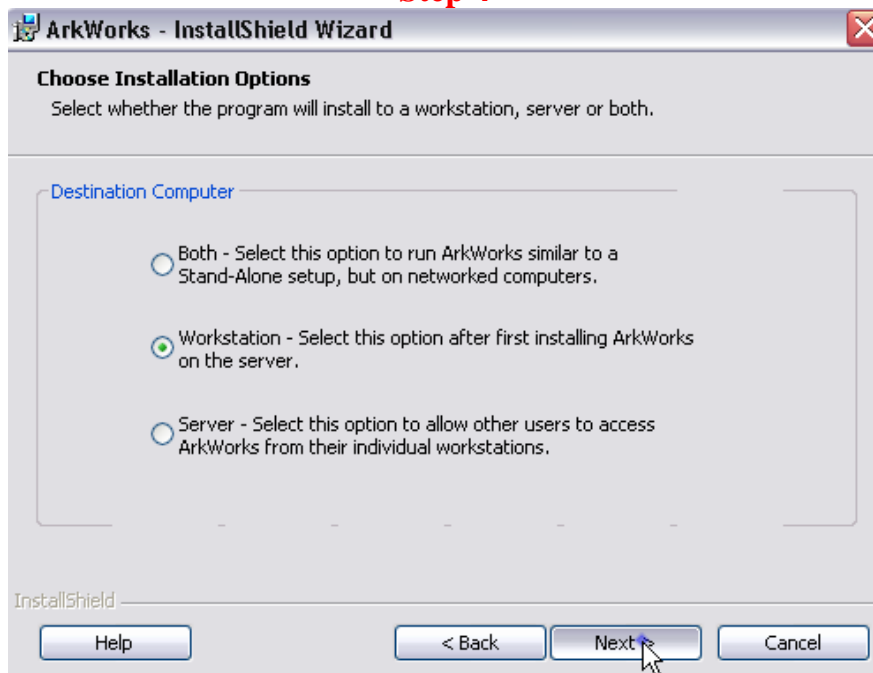 Step
ArkWorks - InstallShield Wizard
Choose Installation Options
Select whether the program will install to a workstation, server or both.
Destination Computer
Both - Select this option to run ArkWorks similar to a
Stand-Alone setup, but on networked computers.
Workstation - Select this option after first installing ArkWorks
on the server.
Server - Select this option to allow other users to access
ArkWorks from their individual workstations.
InstallShield
Help
< Back
Next >
Cancel